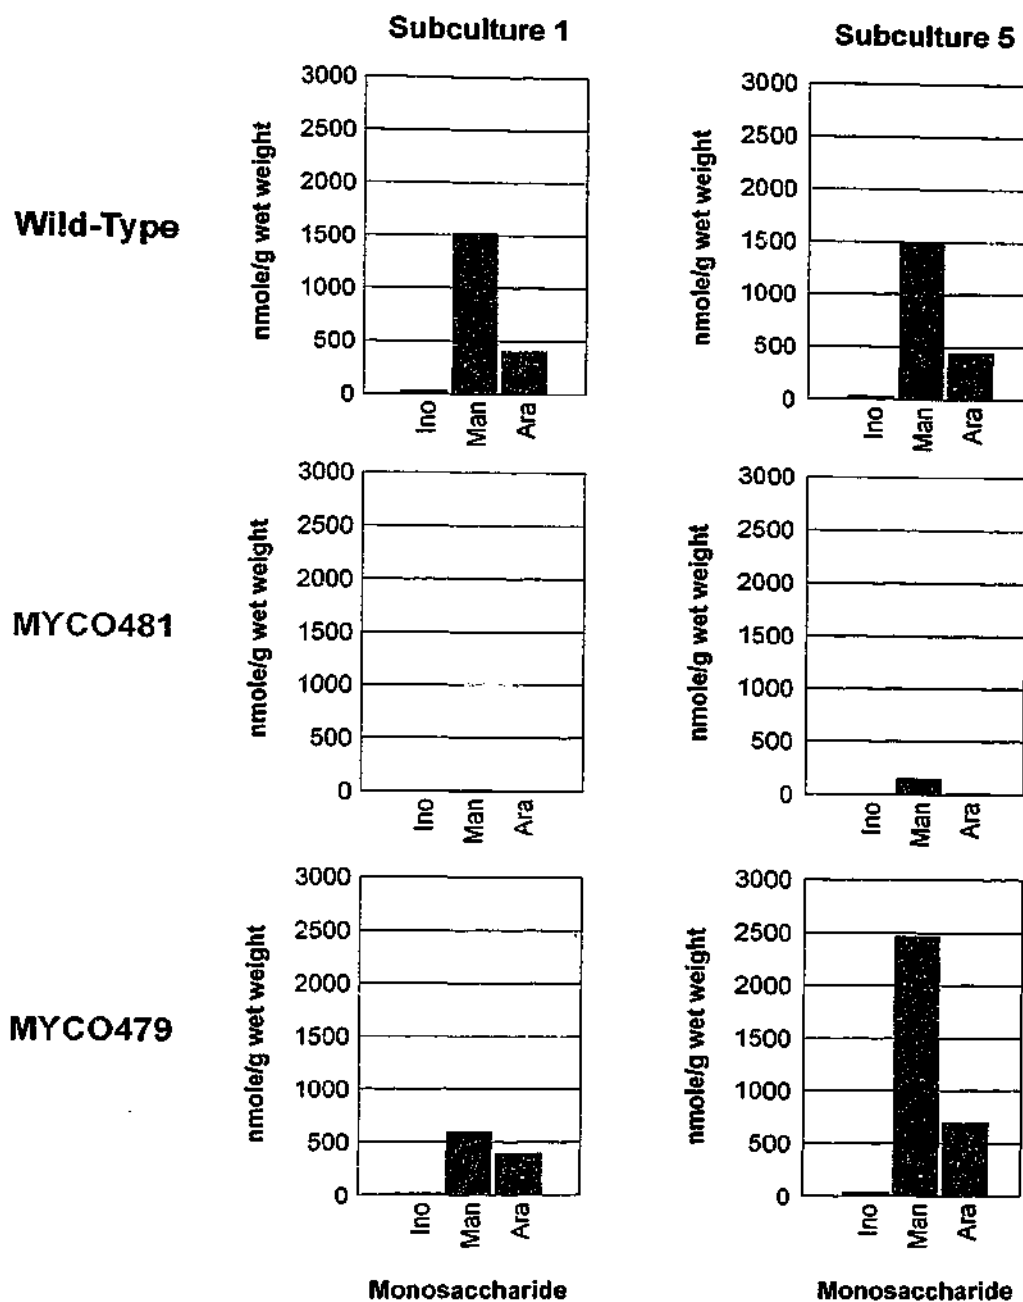 Subculture 1
Subculture 5
Wild-Type
nmole/g wet weight
3000
2500
2000
1500
1000
500
0
Ino
Man
Ara
nmole/g wet weight
3000
2500
2000
1500
1000
500
0
Ino
Man
Ara
MYCO481
nmole/g wet weight
3000
2500
2000
1500
1000
500
0
Ino
Man
Ara
nmole/g wet weight
3000
2500
2000
1500
1000
500
0
Ino
Man
Ara
MYCO479
nmole/g wet weight
3000
2500
2000
1500
1000
500
0
Ino
Man
Ara
Monosaccharide
nmole/g wet weight
3000
2500
2000
1500
1000
500
0
Ino
Man
Ara
Monosaccharide